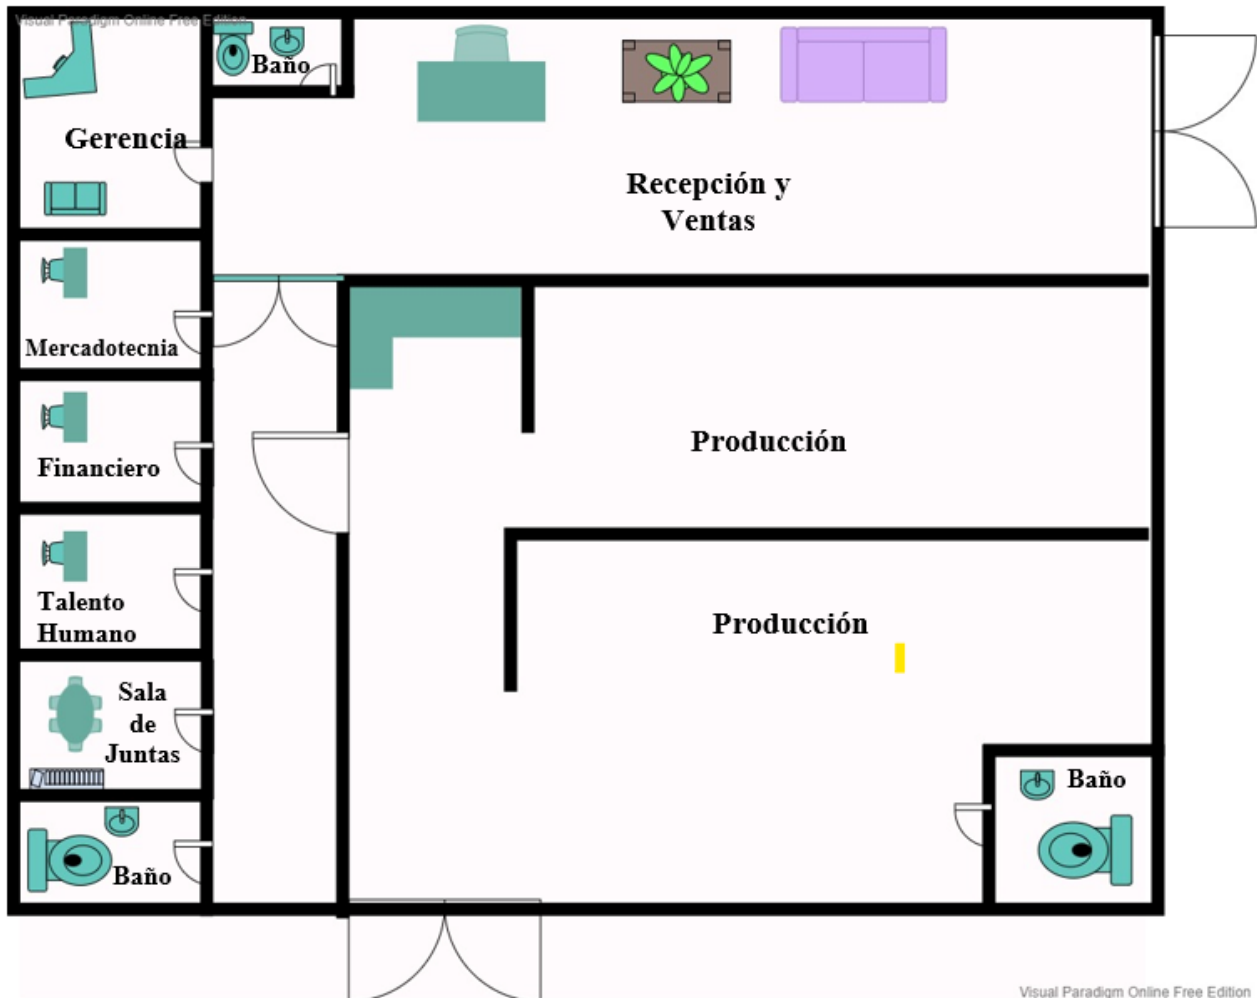 Visual Paradigm Online Free Edition
Baño
Gerencia
Recepción y
Ventas
Mercadotecnia
Producción
Financiero
Talento
Humano
Producción
Sala
de
Juntas
Baño
Baño
Visual Paradigm Online Free Edition